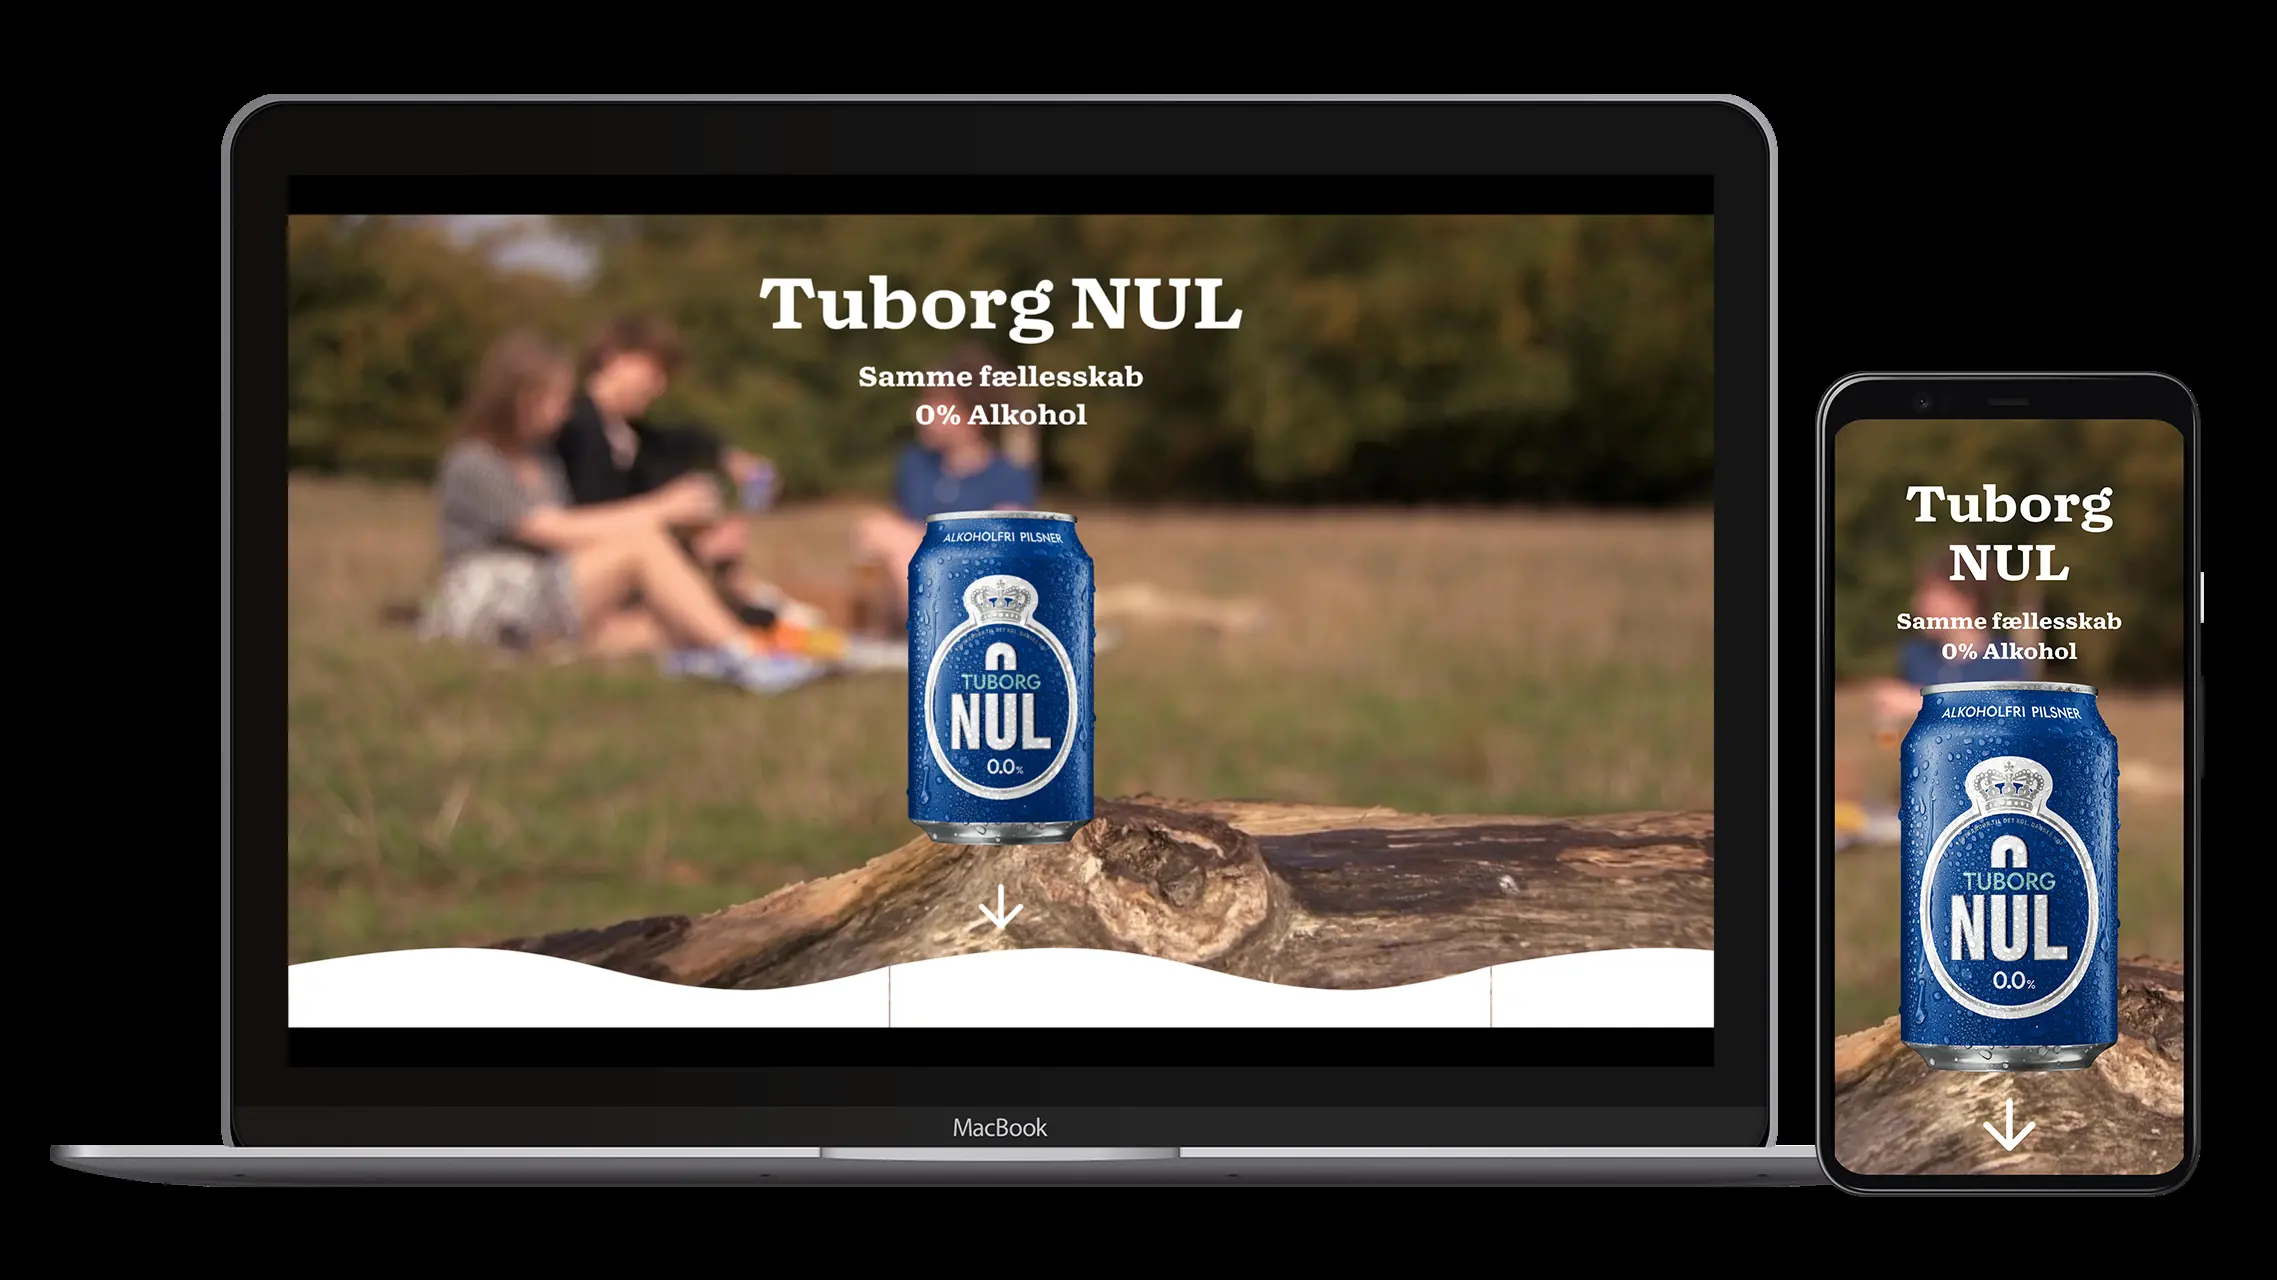 Tuborg NUL
Samme fællesskab
0% Alkohol
ALKOHOLFRI PILSNER
TUBORG
NUL
0.0%
MacBook
Tuborg
NUL
Samme fællesskab
0% Alkohol
ALKOHOLFRI PILSNER
TUBORG
NUL
0.0%